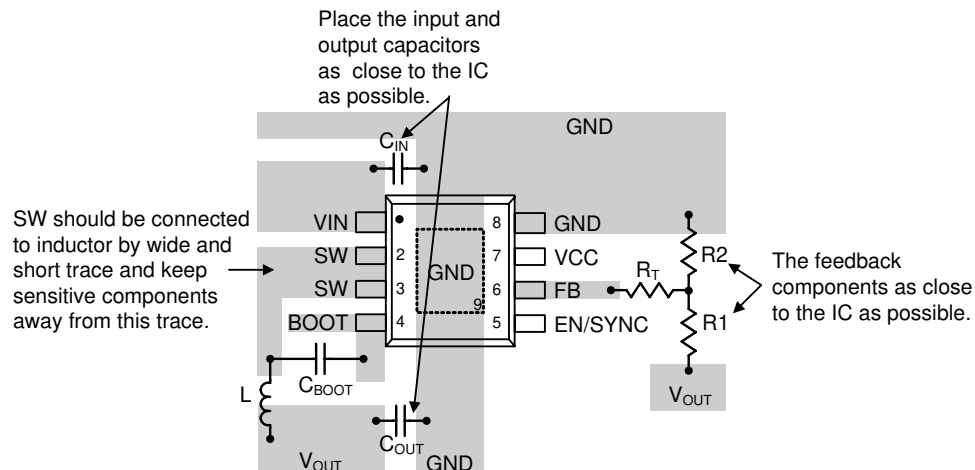 Place the input and
output capacitors
as close to the IC
as possible.
GND
CIN
SW should be connected
to inductor by wide and
short trace and keep
sensitive components
away from this trace.
VIN
SW
SW
BOOT
2
3
4
GND
9
8
7
6
5
GND
VCC
FB
EN/SYNC
RT
R2
R1
The feedback
components as close
to the IC as possible.
L
CBOOT
COUT
VOUT
GND
VOUT